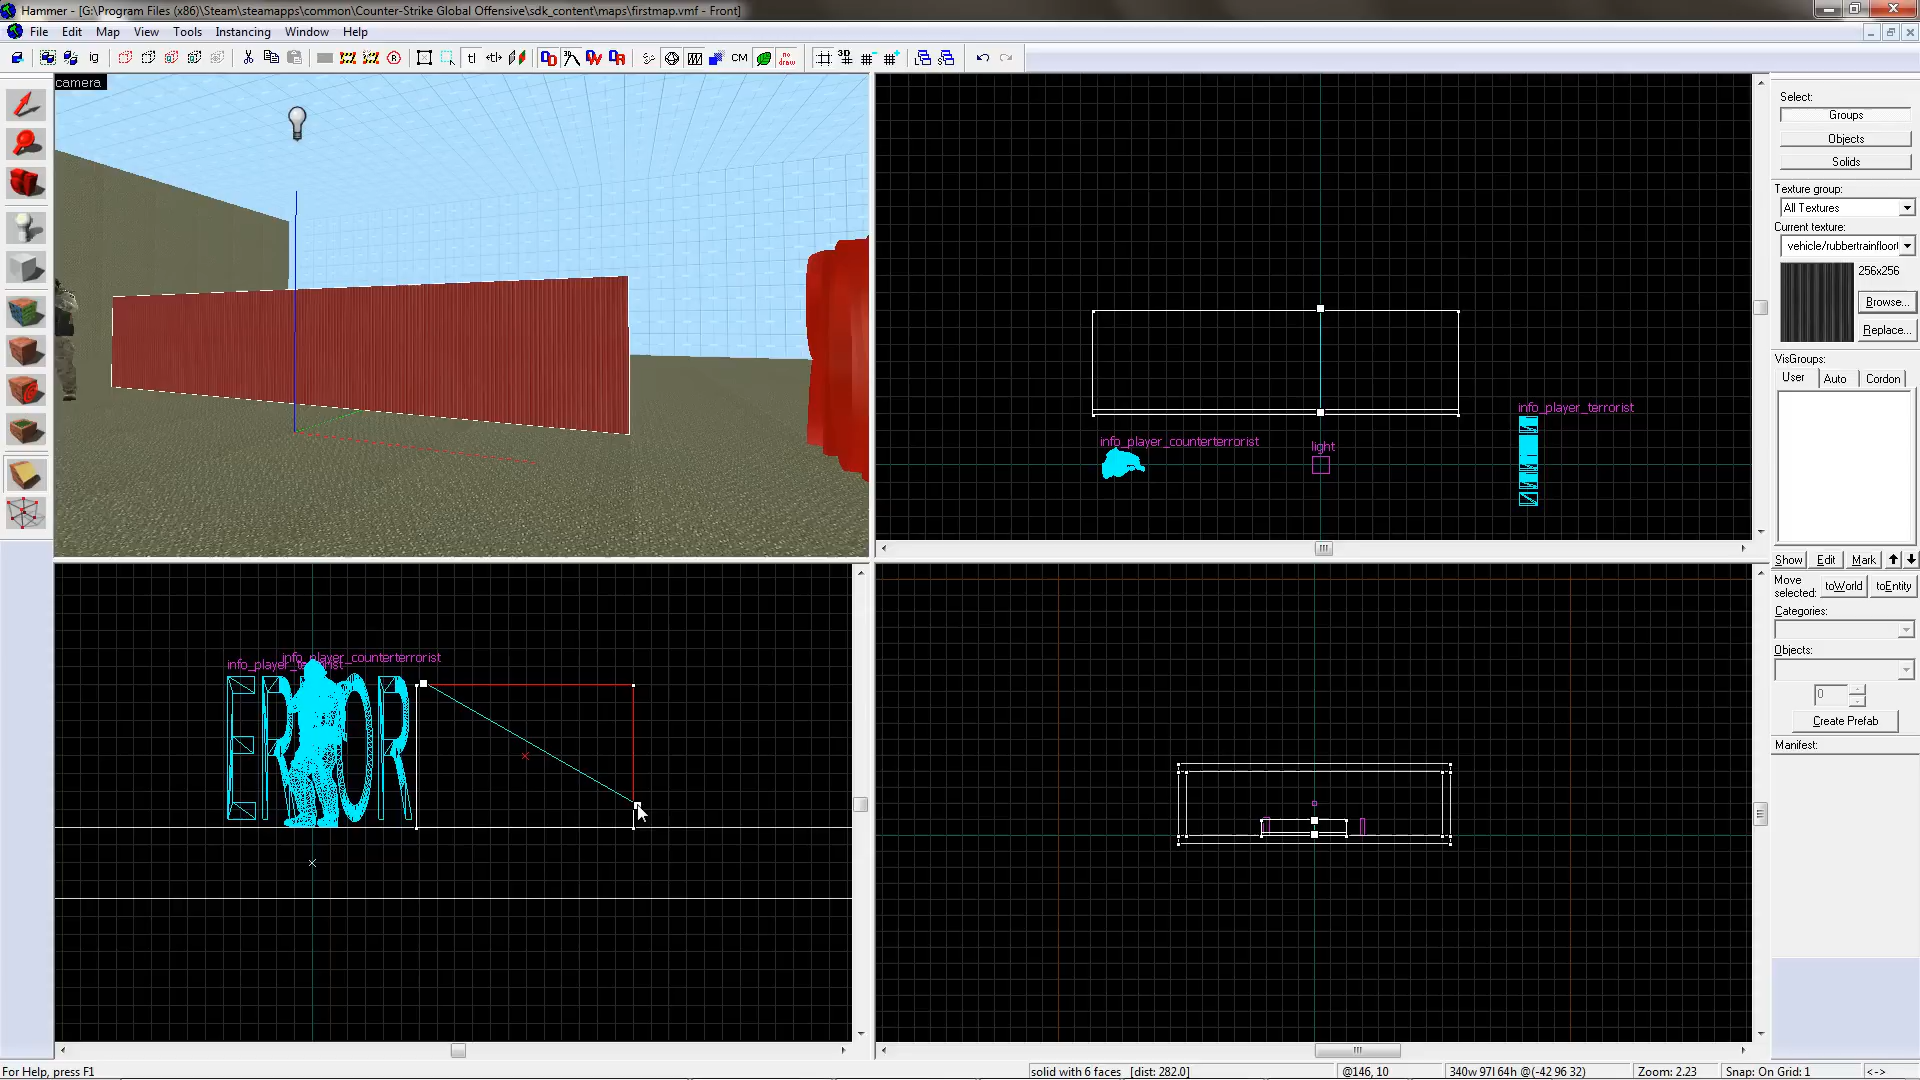 Hammer - [G:\Program Files (x86)\Steam\steamapps\common\Counter-Strike Global Offensive\sdk_content\maps\firstmap.vmf - Front]
File Edit Map View Tools Instancing Window Help
camera
Select:
Groups
Objects
Solids
Texture group:
All Textures
Current texture:
vehicle/rubbertrainfloor
256x256
Browse...
Replace...
VisGroups:
User Auto Cordon
Show Edit Mark
Move selected: toWorld toEntity
Categories:
Objects:
0
Create Prefab
Manifest:
info_player_terrorist
info_player_counterterrorist
light
info_player_counterterrorist
ERROR
For Help, press F1
solid with 6 faces [dist: 282.0]
@146, 10
340w 97l 64h @(-42 96 32)
Zoom: 2.23
Snap: On Grid: 1
<->